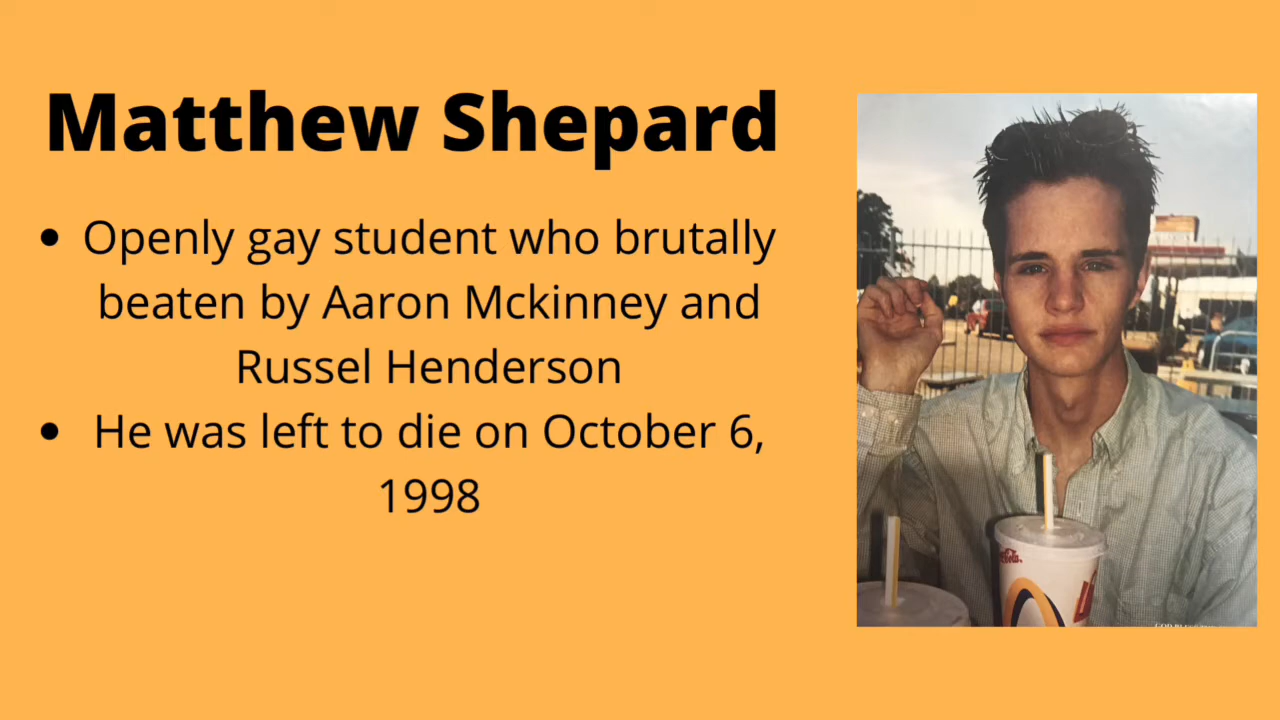 Matthew Shepard
• Openly gay student who brutally
beaten by Aaron Mckinney and
Russel Henderson
• He was left to die on October 6,
1998